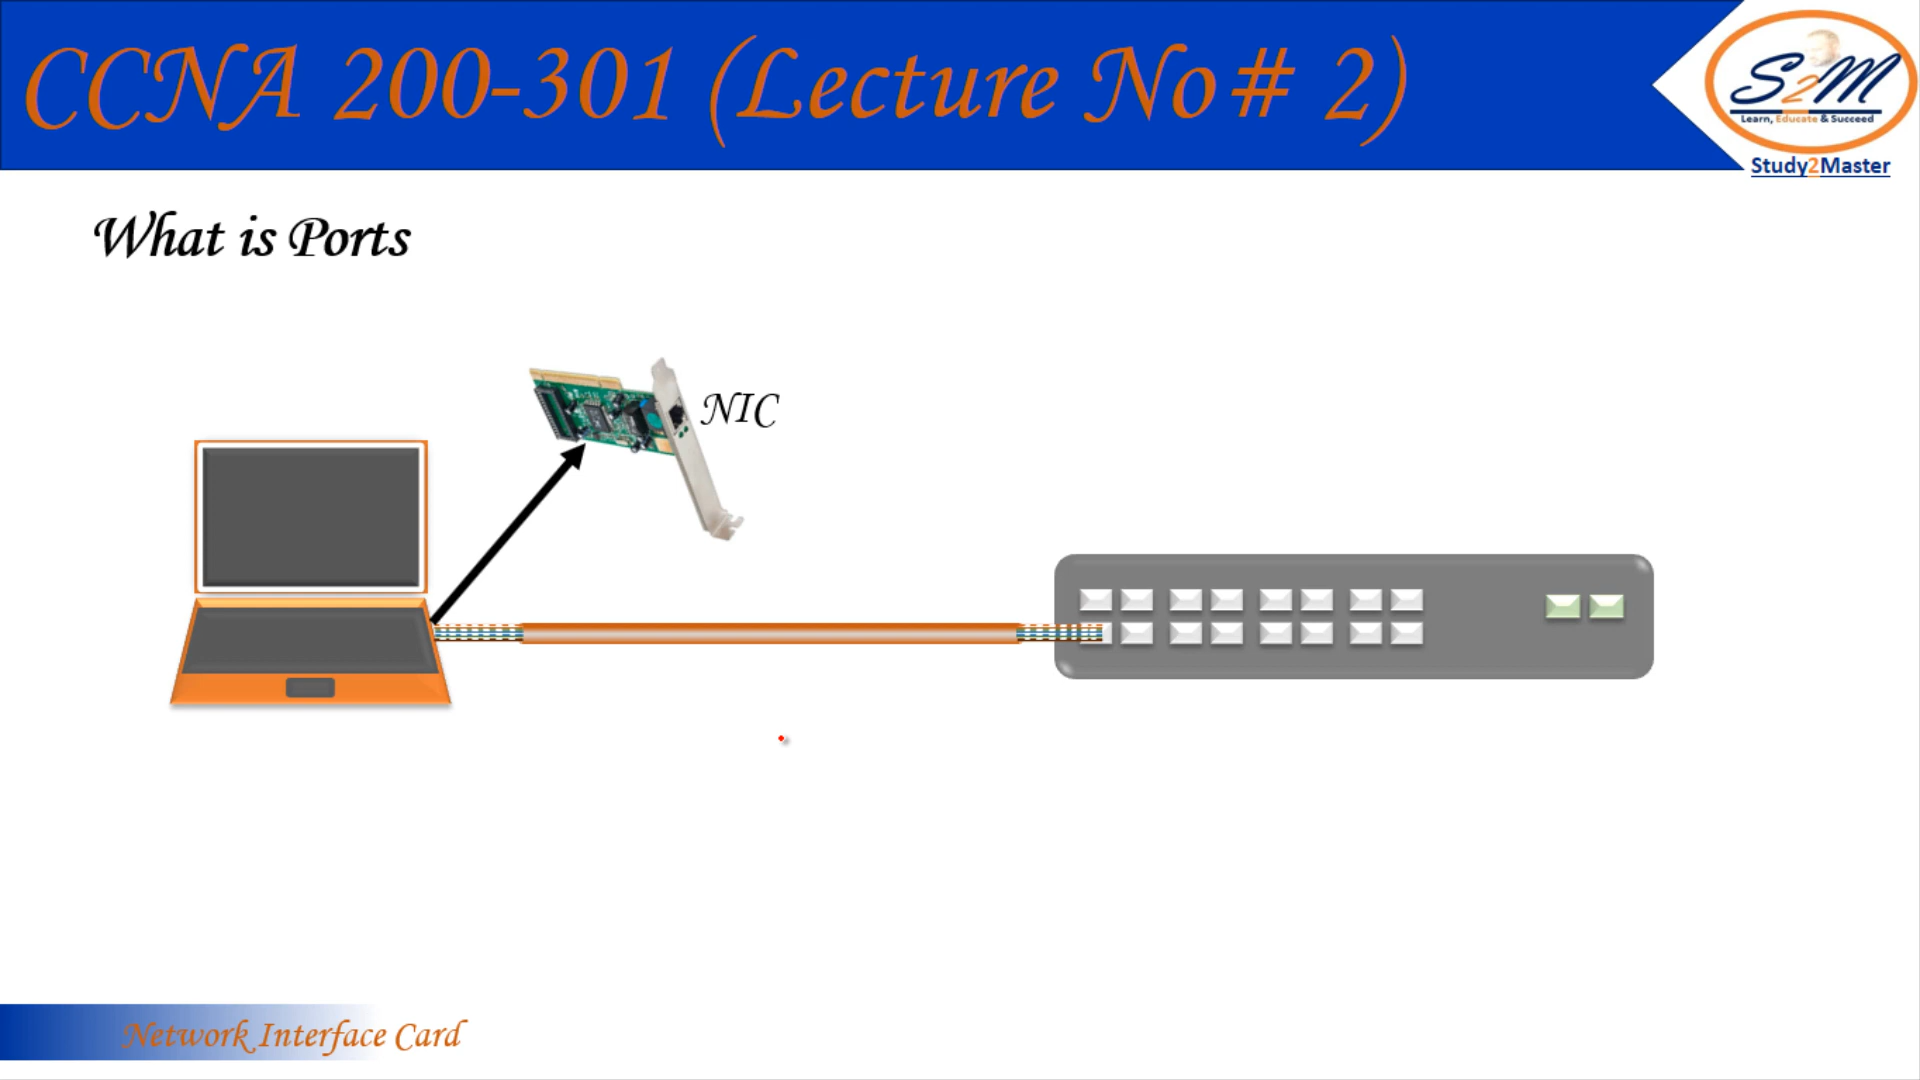 CCNA 200-301 (Lecture No# 2)
S2M
Learn, Educate & Succeed
Study2Master
What is Ports
NIC
Network Interface Card